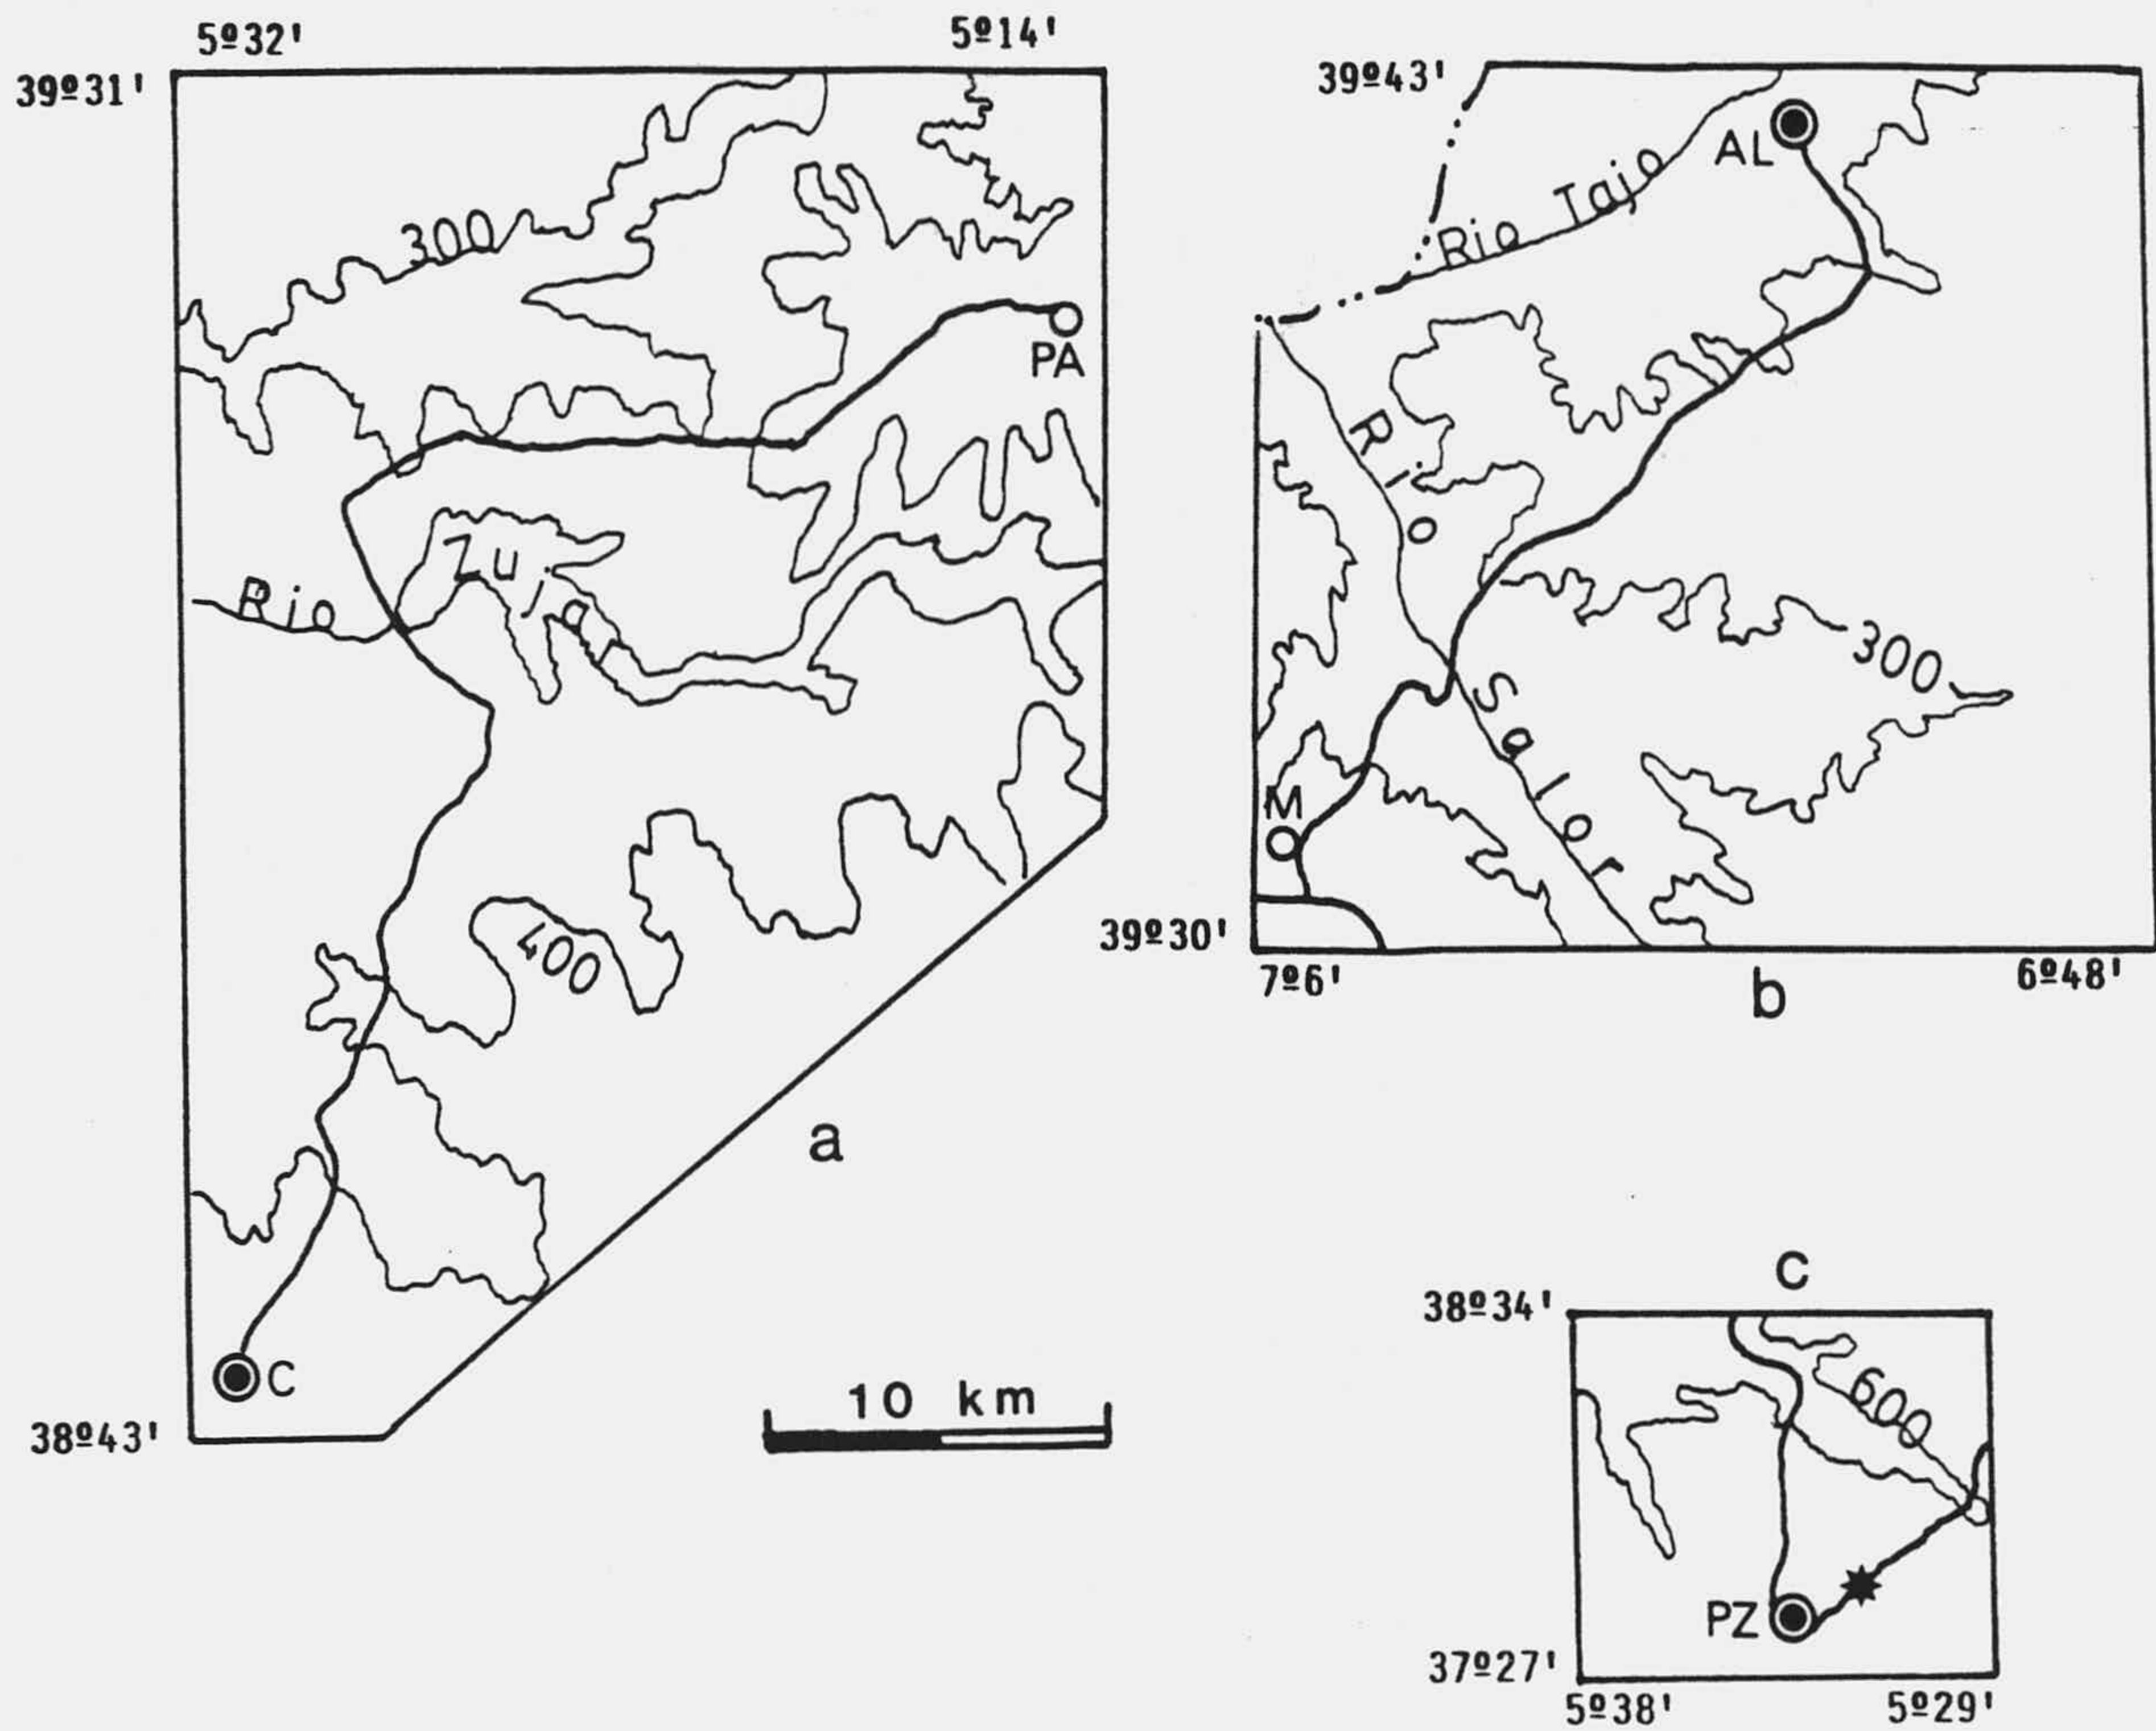 5º32'
5º14'
39º31'
300
PA
Rio Zujar
400
a
C
38º43'
10 km
39º43'
AL
Rio Tajo
Rio Salor
300
M
39º30'
7º6'
6º48'
b
c
38º34'
600
PZ
37º27'
5º38'
5º29'